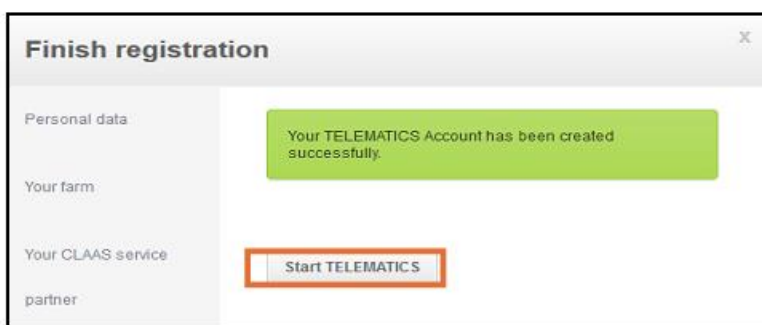 Finish registration
x
Personal data
Your TELEMATICS Account has been created
successfully.
Your farm
Your CLAAS service
partner
Start TELEMATICS